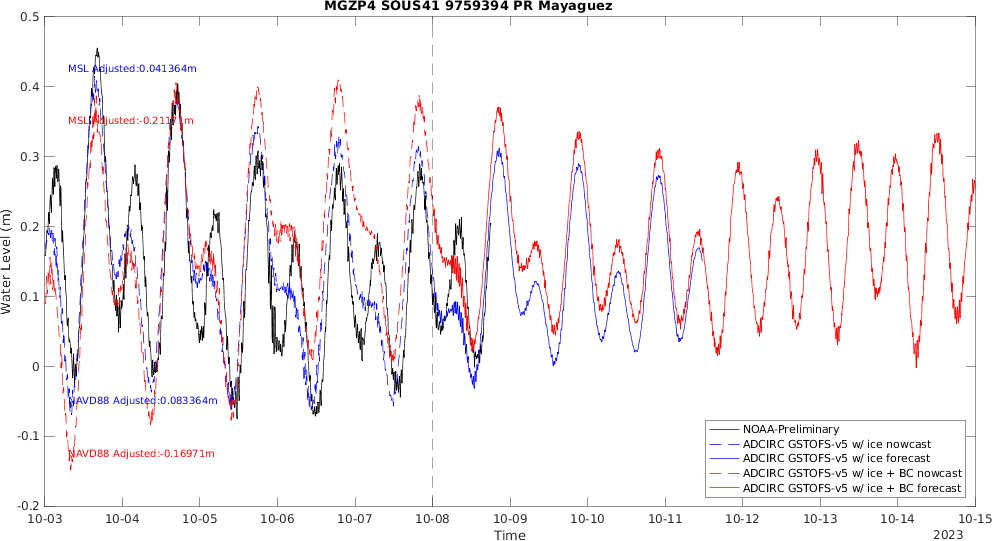 MGZP4 SOUS41 9759394 PR Mayaguez
0.5
0.4
0.3
0.2
0.1
0
-0.1
-0.2
Water Level (m)
MSL Adjusted:0.041364m
MSL Adjusted:
NAVD88 Adjusted:0.083364m
NAVD88 Adjusted:-0.16971m
NOAA-Preliminary
ADCIRC GSTOFS-v5 w/ ice nowcast
ADCIRC GSTOFS-v5 w/ ice forecast
ADCIRC GSTOFS-v5 w/ ice + BC nowcast
ADCIRC GSTOFS-v5 w/ ice + BC forecast
10-03 10-04 10-05 10-06 10-07 10-08 10-09 10-10 10-11 10-12 10-13 10-14 10-15
Time
2023